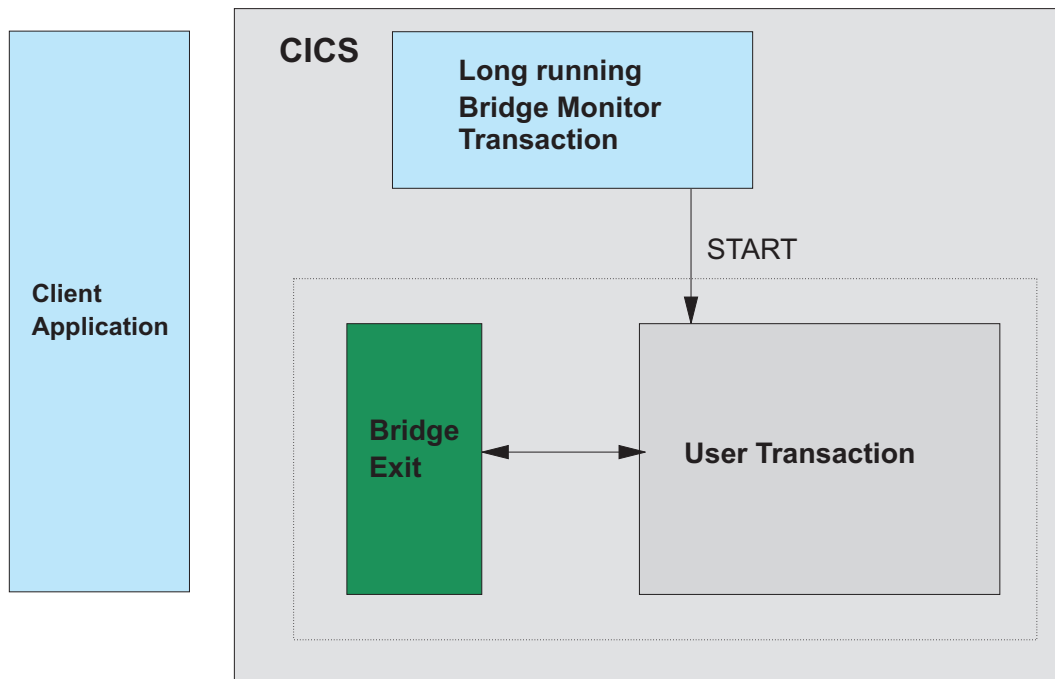 CICS
Long running
Bridge Monitor
Transaction
START
Client
Application
Bridge
Exit
User Transaction